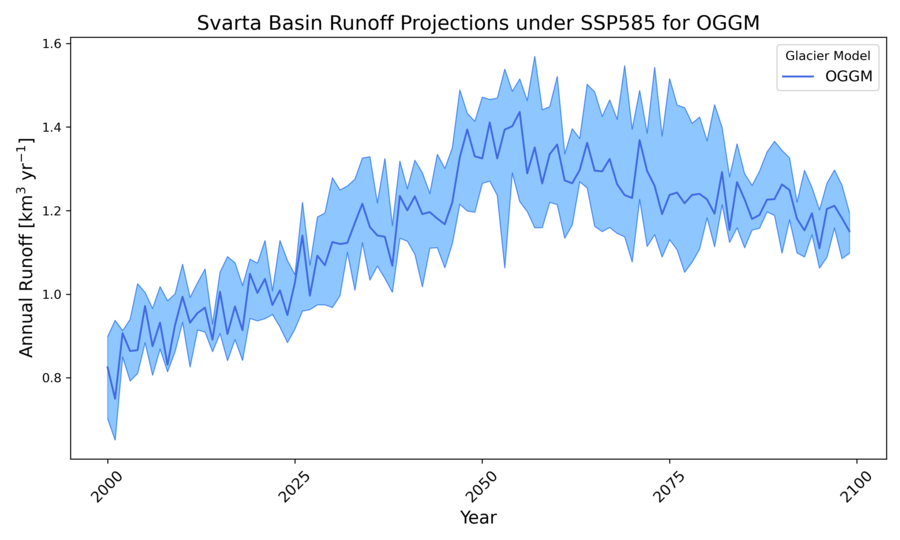 Svarta Basin Runoff Projections under SSP585 for OGGM
Glacier Model
OGGM
Annual Runoff [km³ yr⁻¹]
1.6
1.4
1.2
1.0
0.8
2000
2025
2050
2075
2100
Year